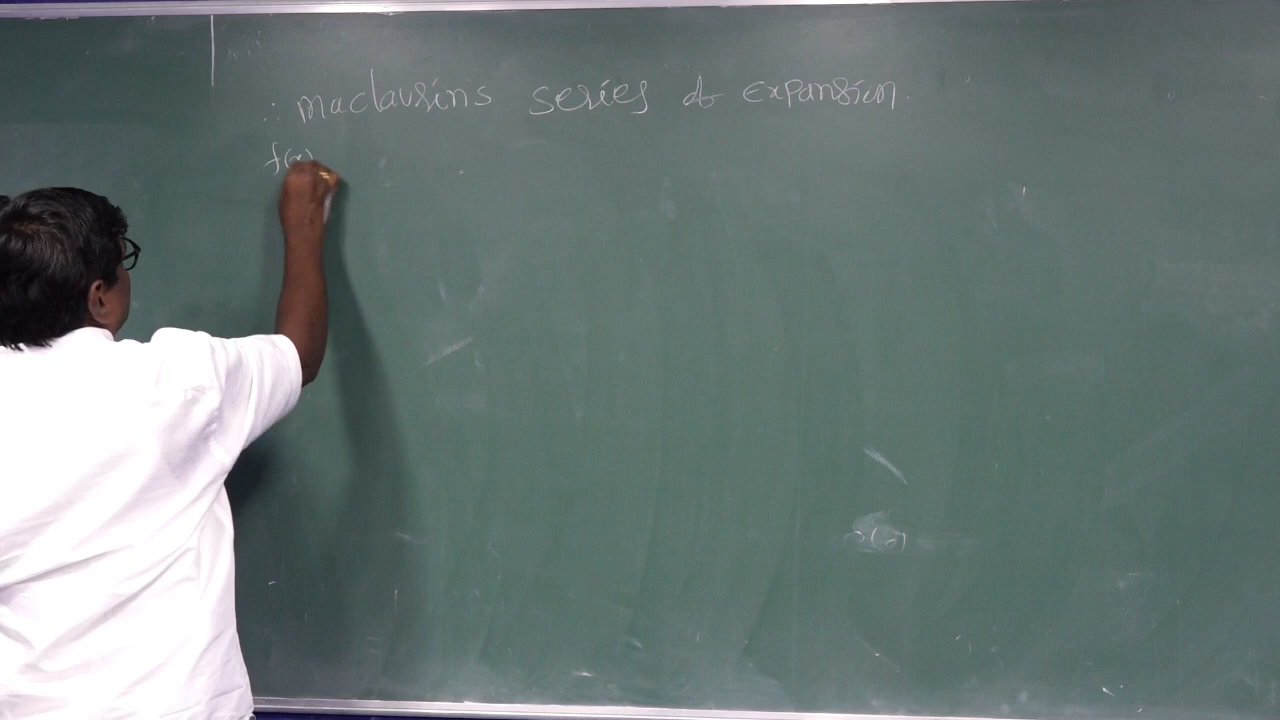 ∴ maclaurins series of expansion.
f(x)